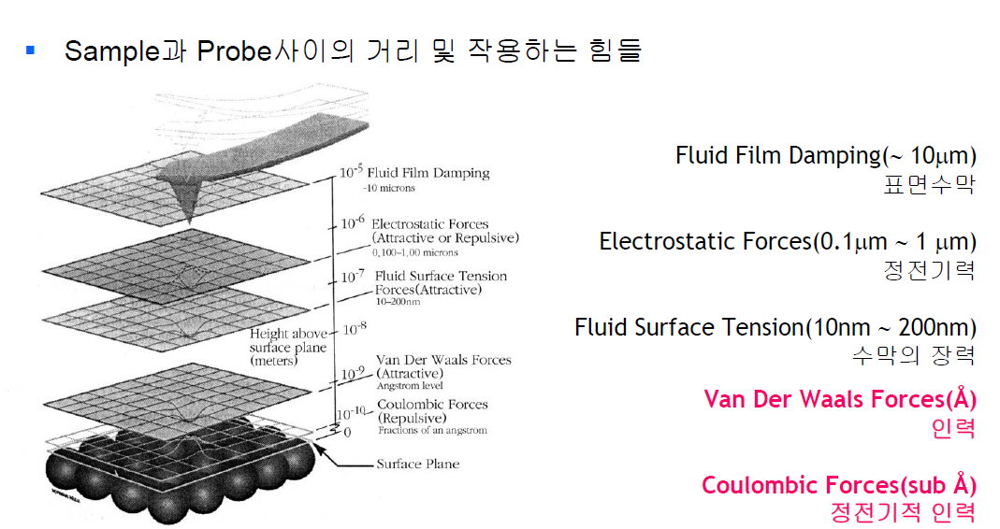 Sample과 Probe사이의 거리 및 작용하는 힘들
10-5 Fluid Film Damping
-10 microns
10-6 Electrostatic Forces
(Attractive or Repulsive)
0,100–1,00 microns
10-7 Fluid Surface Tension
Forces(Attractive)
10–200nm
Height above
surface plane
(meters)
10-8
Van Der Waals Forces
10-9 (Attractive)
Angstrom level
Coulombic Forces
10-10 (Repulsive)
0 Fractions of an angstrom
Surface Plane
Fluid Film Damping(~ 10μm)
표면수막
Electrostatic Forces(0.1μm ~ 1 μm)
정전기력
Fluid Surface Tension(10nm ~ 200nm)
수막의 장력
Van Der Waals Forces(Å)
인력
Coulombic Forces(sub Å)
정전기적 인력